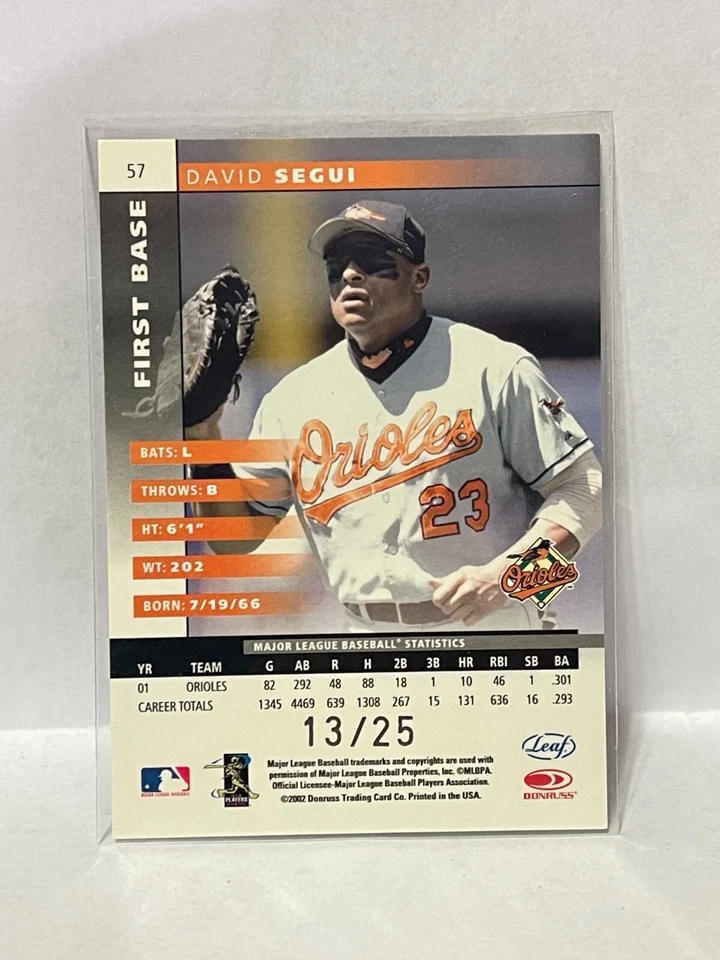 57
DAVID SEGUI
FIRST BASE
Orioles
23
BATS: L
THROWS: B
HT: 6'1"
WT: 202
BORN: 7/19/66
Orioles
MAJOR LEAGUE BASEBALL® STATISTICS
YR TEAM G AB R H 2B 3B HR RBI SB BA
01 ORIOLES 82 292 48 88 18 1 10 46 1 .301
CAREER TOTALS 1345 4469 639 1308 267 15 131 636 16 .293
13/25
Leaf
Major League Baseball trademarks and copyrights are used with
permission of Major League Baseball Properties, Inc. ©MLBPA.
Official Licensee-Major League Baseball Players Association.
©2002 Donruss Trading Card Co. Printed in the USA.
MAJOR LEAGUE BASEBALL
PLAYERS
DONRUSS